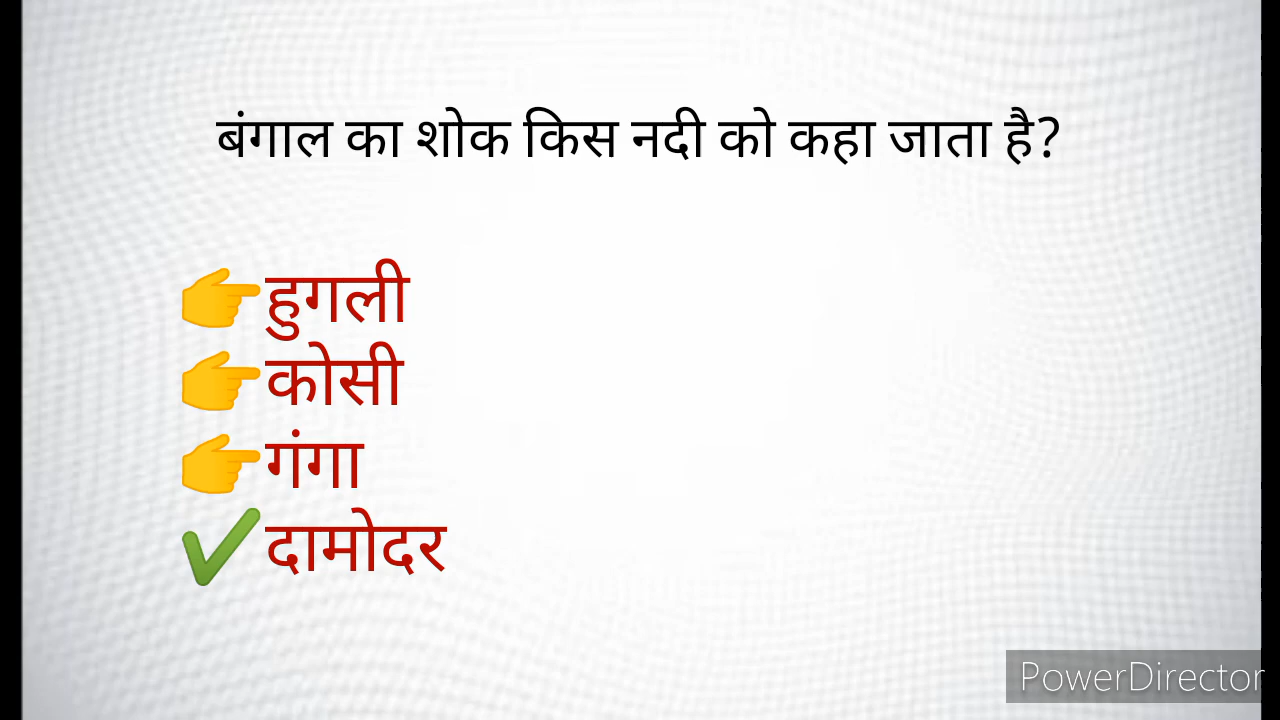 बंगाल का शोक किस नदी को कहा जाता है?
👉हुगली
👉कोसी
👉गंगा
✔दामोदर
PowerDirector